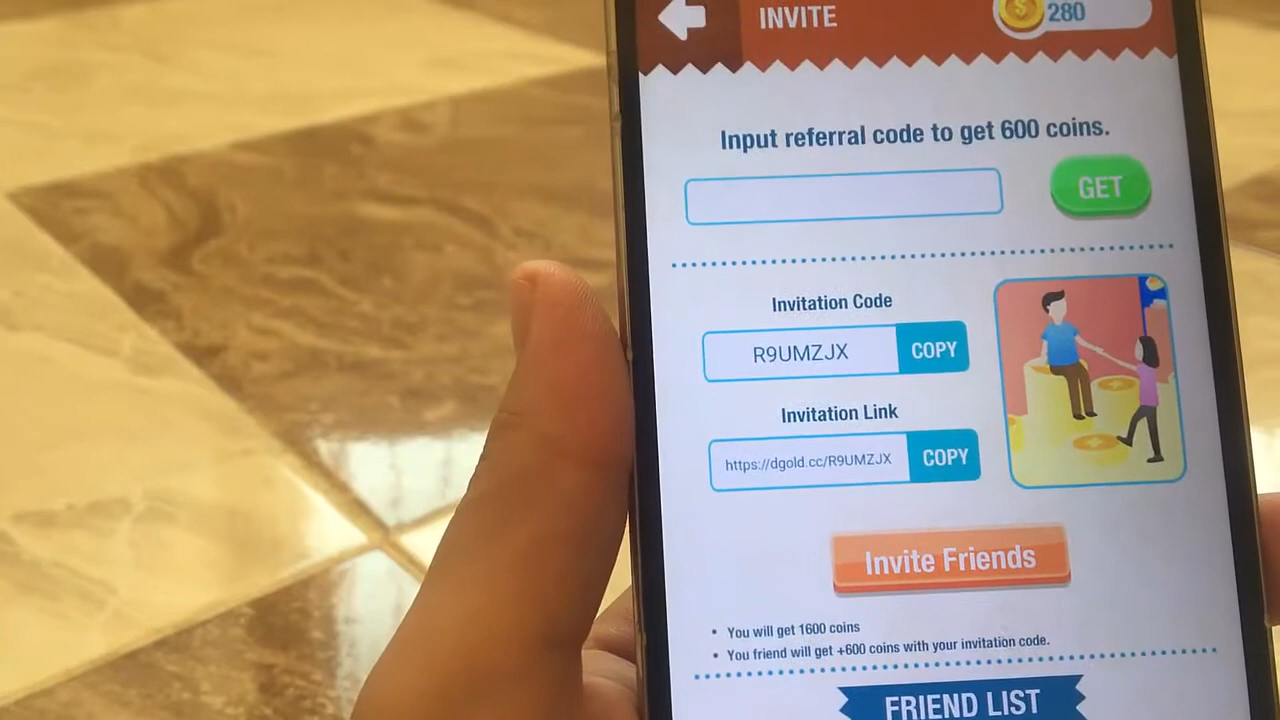 INVITE
280
Input referral code to get 600 coins.
GET
Invitation Code
R9UMZJX
COPY
Invitation Link
https://dgold.cc/R9UMZJX
COPY
Invite Friends
• You will get 1600 coins
• You friend will get +600 coins with your invitation code.
FRIEND LIST